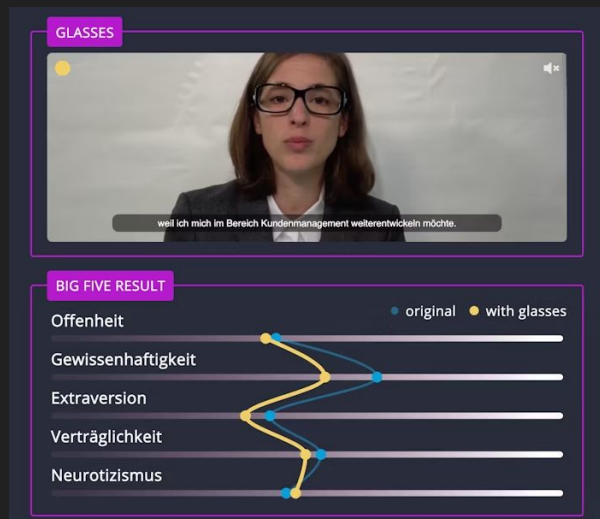 GLASSES
weil ich mich im Bereich Kundenmanagement weiterentwickeln möchte.
BIG FIVE RESULT
original with glasses
Offenheit
Gewissenhaftigkeit
Extraversion
Verträglichkeit
Neurotizismus